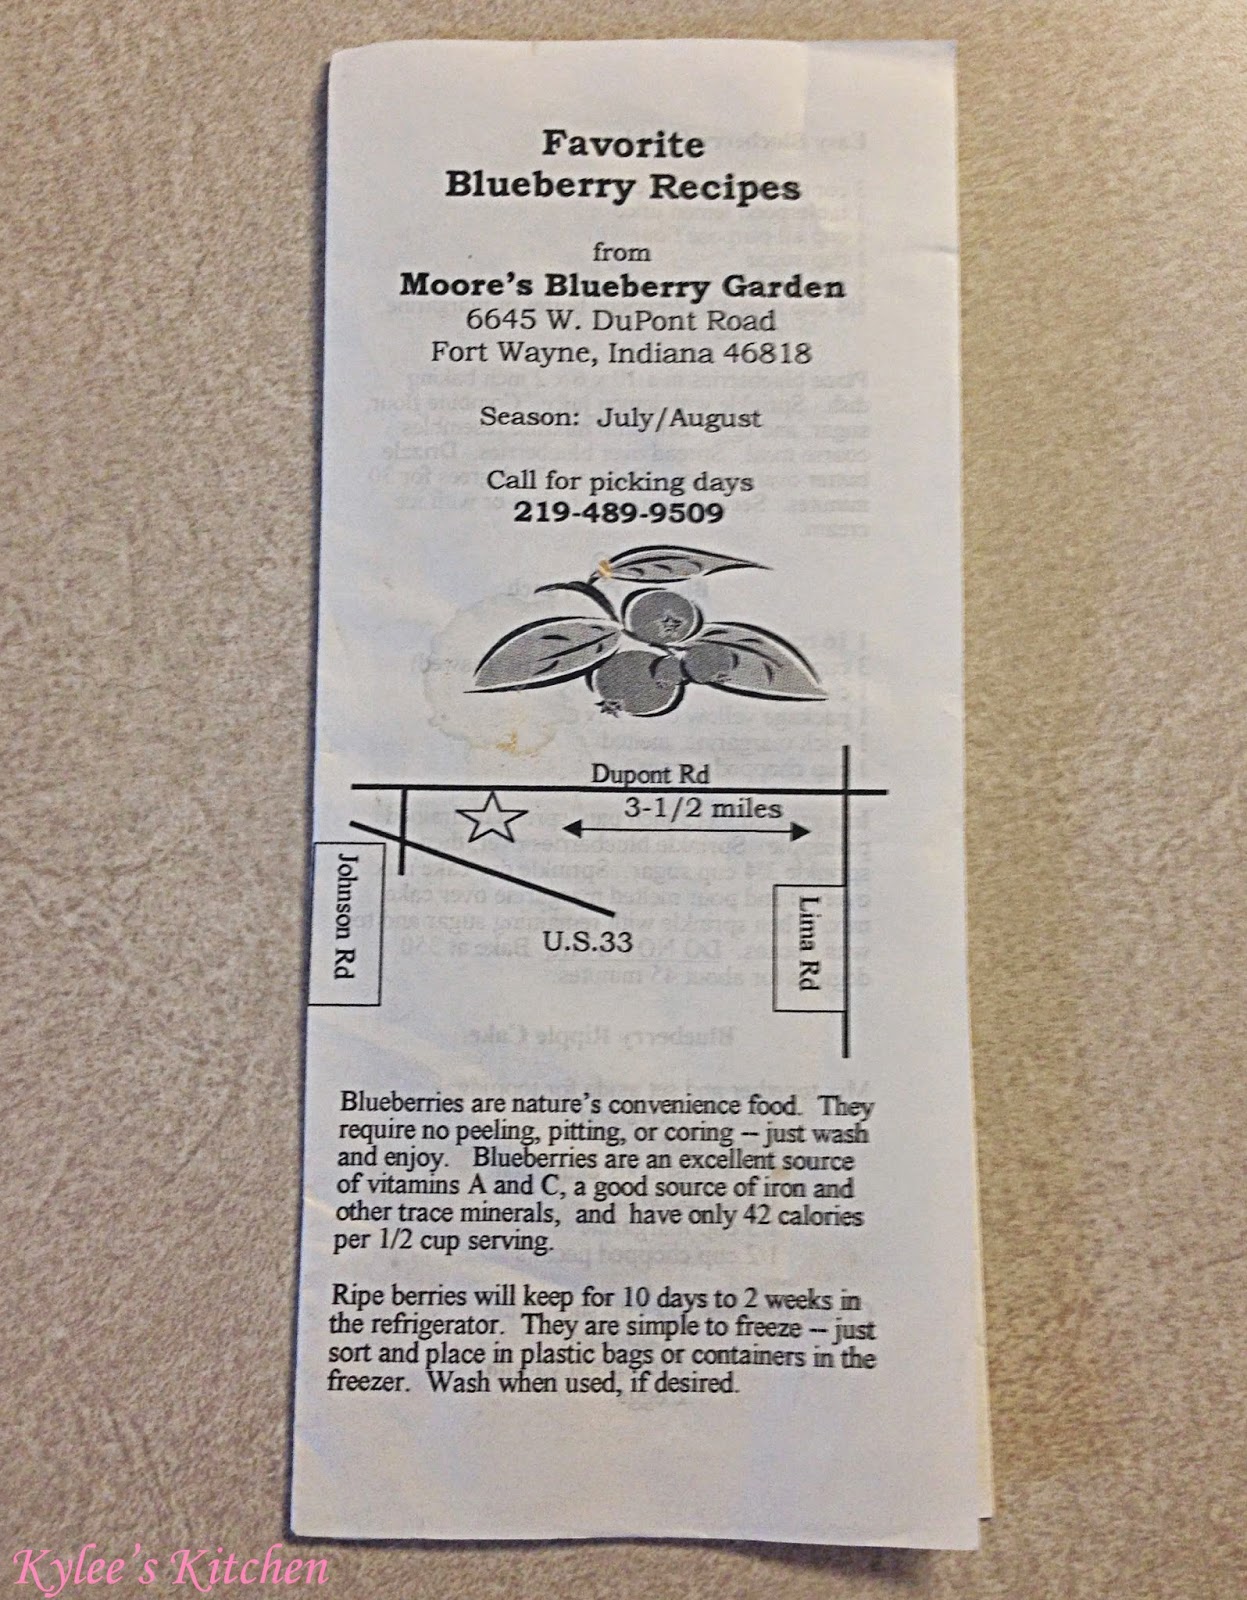 Favorite
Blueberry Recipes
from
Moore's Blueberry Garden
6645 W. DuPont Road
Fort Wayne, Indiana 46818
Season: July/August
Call for picking days
219-489-9509
Dupont Rd
3-1/2 miles
Johnson Rd
Lima Rd
U.S.33
Blueberries are nature's convenience food. They
require no peeling, pitting, or coring -- just wash
and enjoy. Blueberries are an excellent source
of vitamins A and C, a good source of iron and
other trace minerals, and have only 42 calories
per 1/2 cup serving.
Ripe berries will keep for 10 days to 2 weeks in
the refrigerator. They are simple to freeze -- just
sort and place in plastic bags or containers in the
freezer. Wash when used, if desired.
Kylee's Kitchen